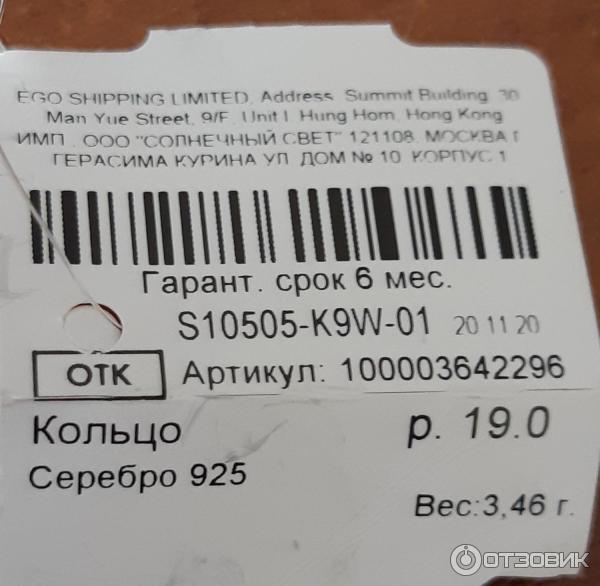 EGO SHIPPING LIMITED, Address Summit Building, 30
Man Yue Street, 9/F, Unit I, Hung Hom, Hong Kong
ИМП. ООО "СОЛНЕЧНЫЙ СВЕТ" 121108, МОСКВА Г
ГЕРАСИМА КУРИНА УЛ ДОМ № 10 КОРПУС 1
Гарант. срок 6 мес.
S10505-K9W-01 20 11 20
ОТК Артикул: 100003642296
Кольцо р. 19.0
Серебро 925
Вес:3,46 г.
ОТЗОВИК